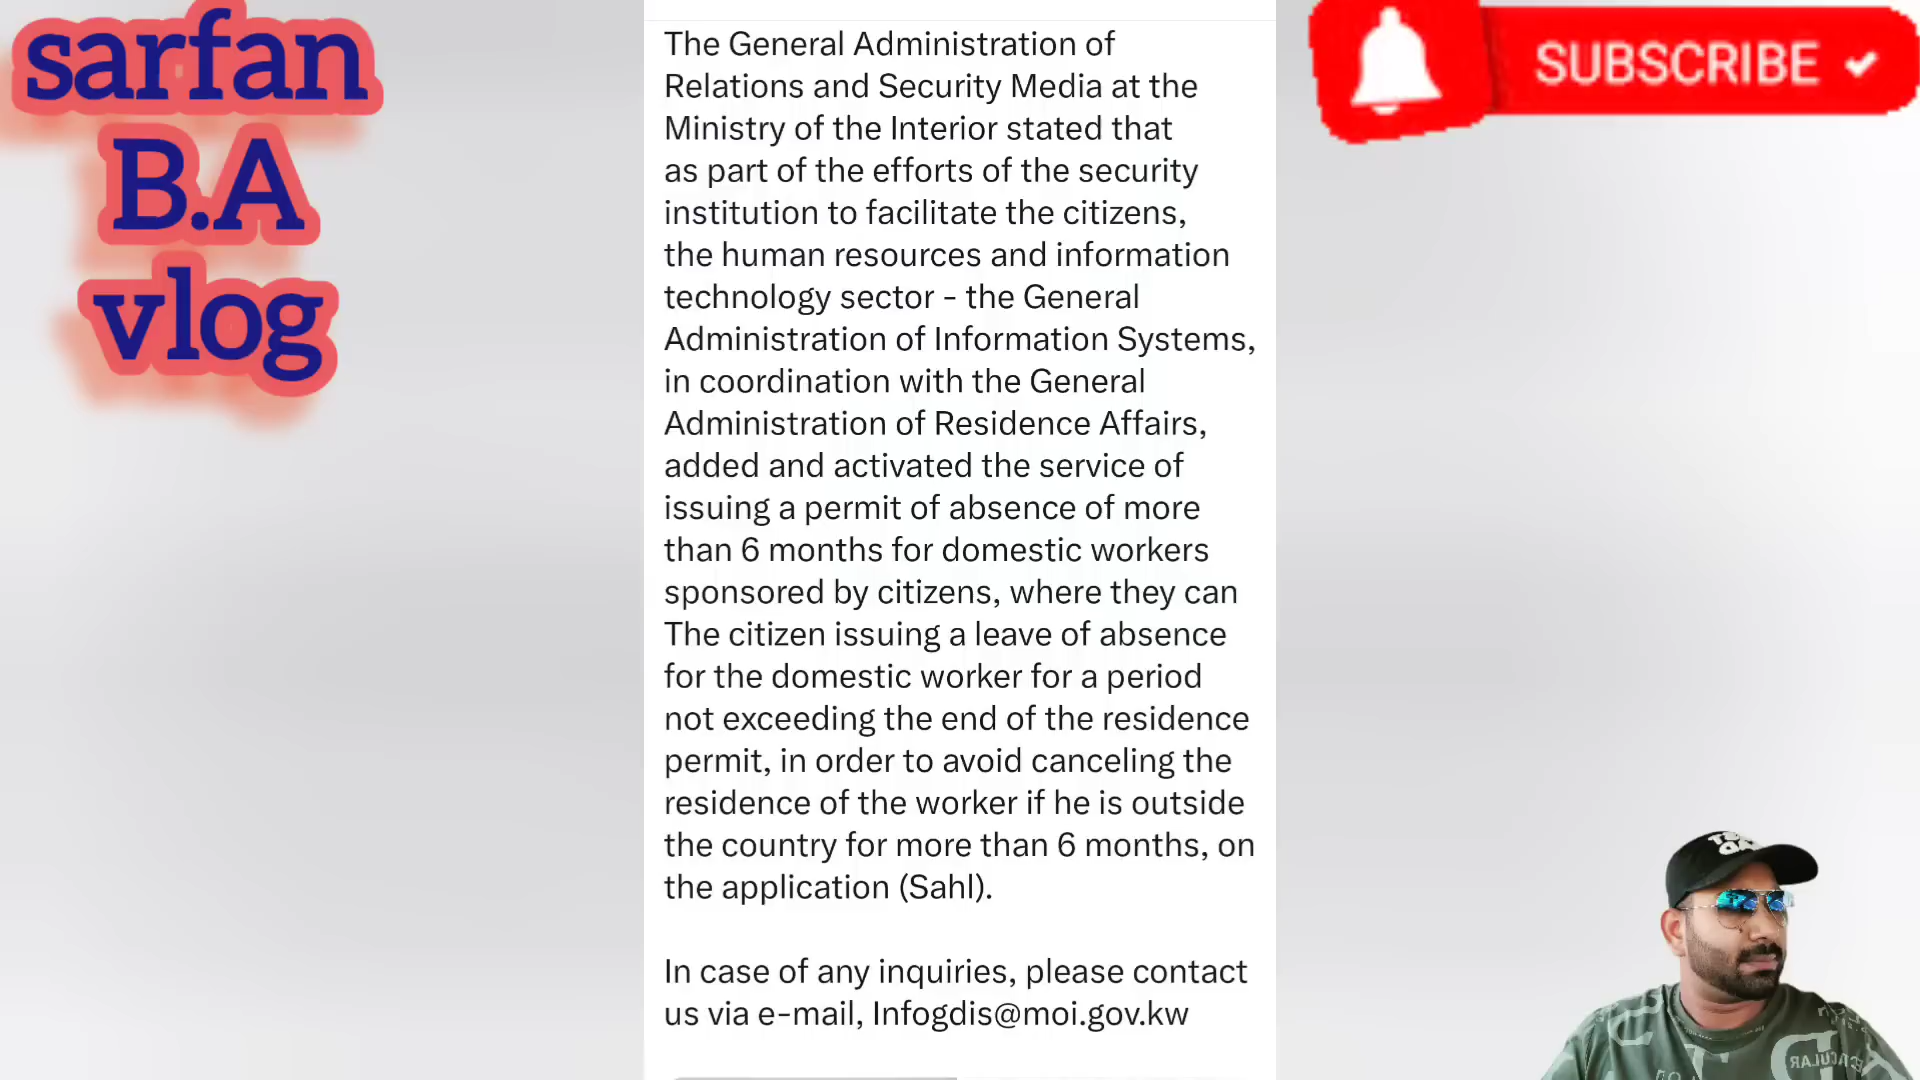 sarfan
B.A
vlog
SUBSCRIBE
The General Administration of
Relations and Security Media at the
Ministry of the Interior stated that
as part of the efforts of the security
institution to facilitate the citizens,
the human resources and information
technology sector - the General
Administration of Information Systems,
in coordination with the General
Administration of Residence Affairs,
added and activated the service of
issuing a permit of absence of more
than 6 months for domestic workers
sponsored by citizens, where they can
The citizen issuing a leave of absence
for the domestic worker for a period
not exceeding the end of the residence
permit, in order to avoid canceling the
residence of the worker if he is outside
the country for more than 6 months, on
the application (Sahl).
In case of any inquiries, please contact
us via e-mail, Infogdis@moi.gov.kw